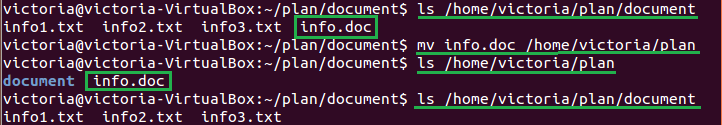 victoria@victoria-VirtualBox:~/plan/document$ ls /home/victoria/plan/document
info1.txt  info2.txt  info3.txt  info.doc
victoria@victoria-VirtualBox:~/plan/document$ mv info.doc /home/victoria/plan
victoria@victoria-VirtualBox:~/plan/document$ ls /home/victoria/plan
document  info.doc
victoria@victoria-VirtualBox:~/plan/document$ ls /home/victoria/plan/document
info1.txt  info2.txt  info3.txt